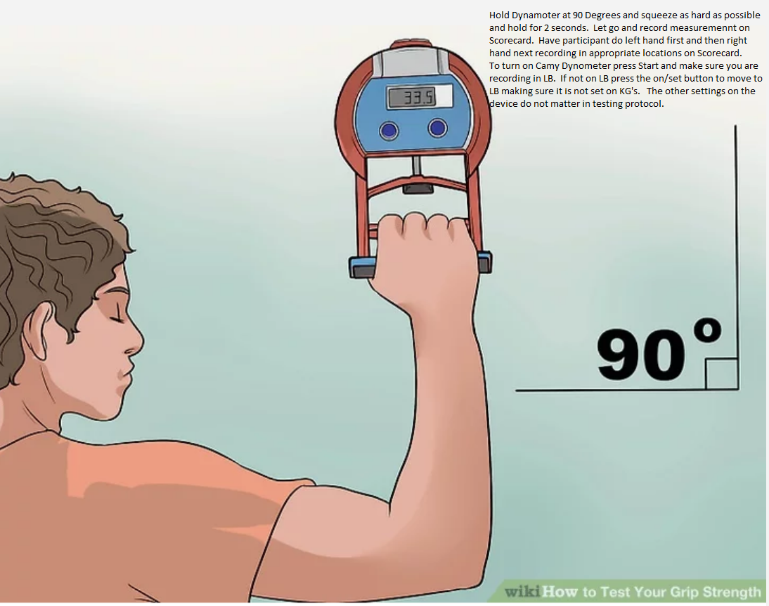 Hold Dynamoter at 90 Degrees and squeeze as hard as possible
and hold for 2 seconds. Let go and record measuremennt on
Scorecard. Have participant do left hand first and then right
hand next recording in appropriate locations on Scorecard.
To turn on Camy Dynometer press Start and make sure you are
recording in LB. If not on LB press the on/set button to move to
LB making sure it is not set on KG's. The other settings on the
device do not matter in testing protocol.
33.5
90°
wikiHow to Test Your Grip Strength